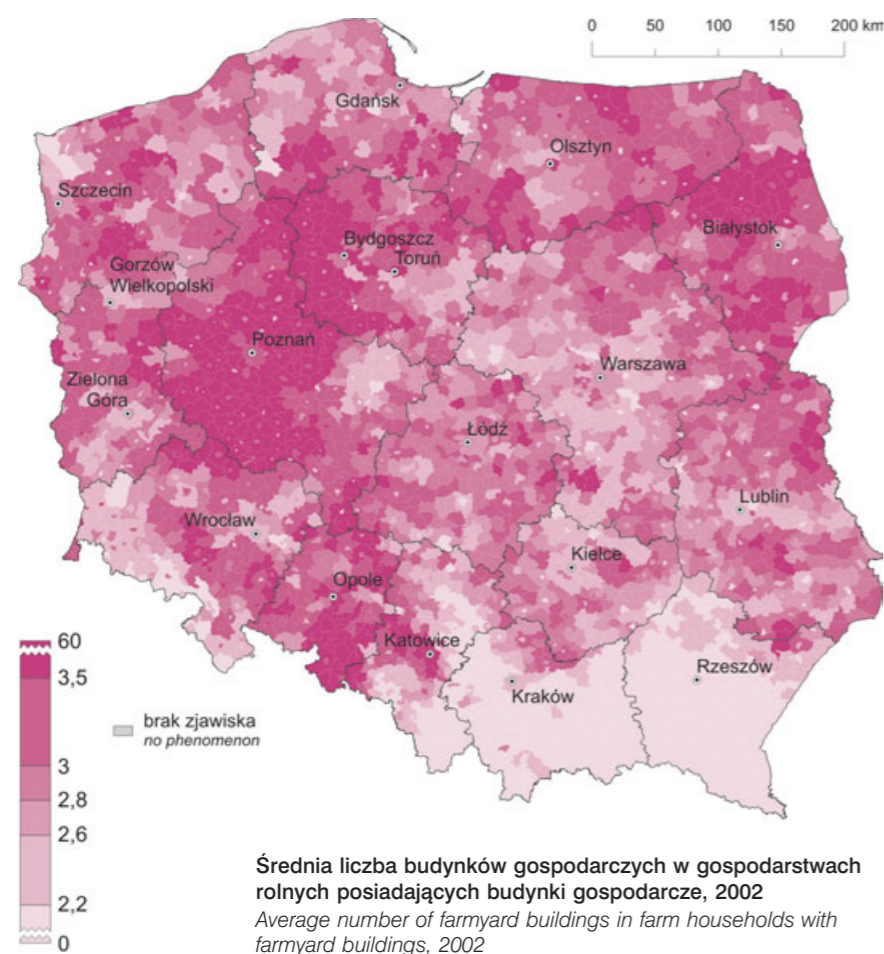 0 50 100 150 200 km
Gdańsk
Olsztyn
Szczecin
Białystok
Bydgoszcz
Toruń
Gorzów
Wielkopolski
Poznań
Warszawa
Zielona
Góra
Łódź
Lublin
Wrocław
Kielce
Opole
Katowice
Rzeszów
Kraków
60
3,5
3
2,8
2,6
2,2
0
brak zjawiska
no phenomenon
Średnia liczba budynków gospodarczych w gospodarstwach
rolnych posiadających budynki gospodarcze, 2002
Average number of farmyard buildings in farm households with
farmyard buildings, 2002